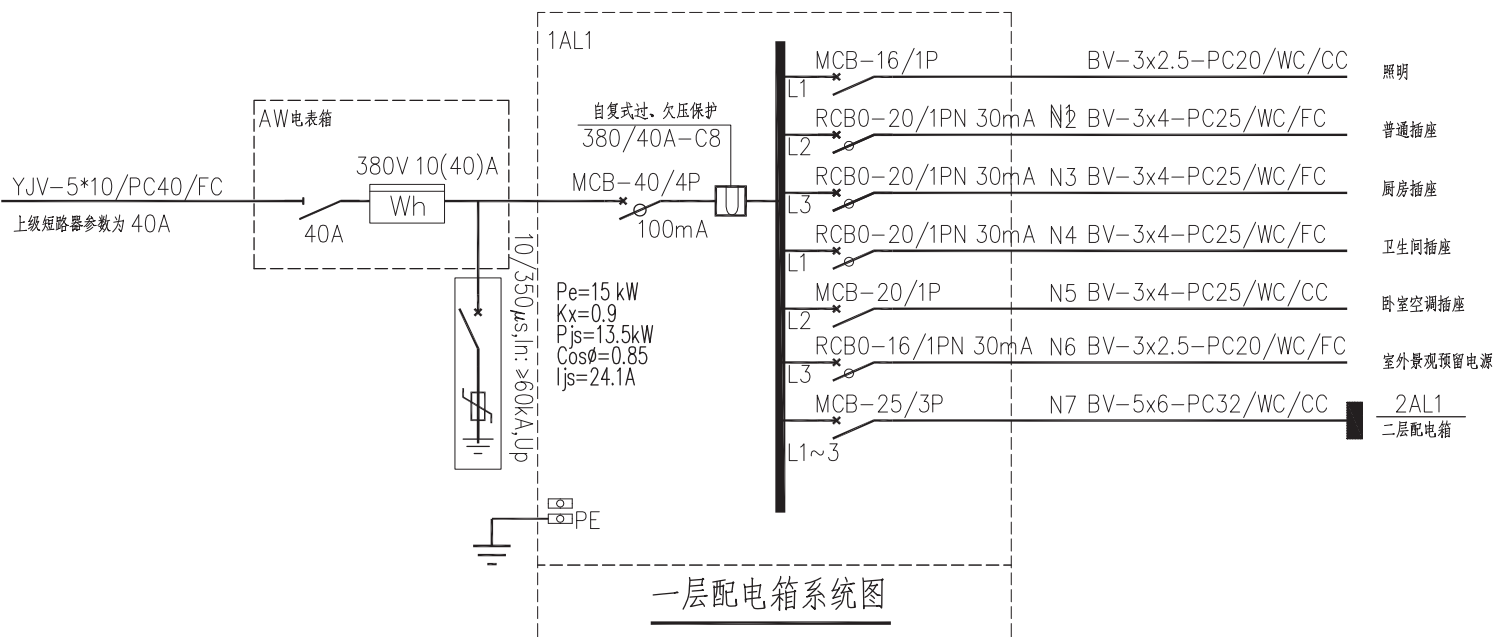 1AL1
AW电表箱
380V 10(40)A
YJV-5*10/PC40/FC
上级短路器参数为 40A
40A
Wh
10/350μs,In: ≥60kA,Up
自复式过、欠压保护
380/40A-C8
MCB-40/4P
100mA
Pe=15 kW
Kx=0.9
Pjs=13.5kW
Cosø=0.85
Ijs=24.1A
PE
MCB-16/1P N1 BV-3x2.5-PC20/WC/CC 照明
L1
RCBO-20/1PN 30mA N2 BV-3x4-PC25/WC/FC 普通插座
L2
RCBO-20/1PN 30mA N3 BV-3x4-PC25/WC/FC 厨房插座
L3
RCBO-20/1PN 30mA N4 BV-3x4-PC25/WC/FC 卫生间插座
L1
MCB-20/1P N5 BV-3x4-PC25/WC/CC 卧室空调插座
L2
RCBO-16/1PN 30mA N6 BV-3x2.5-PC20/WC/FC 室外景观预留电源
L3
MCB-25/3P N7 BV-5x6-PC32/WC/CC 2AL1
二层配电箱
L1~3
一层配电箱系统图